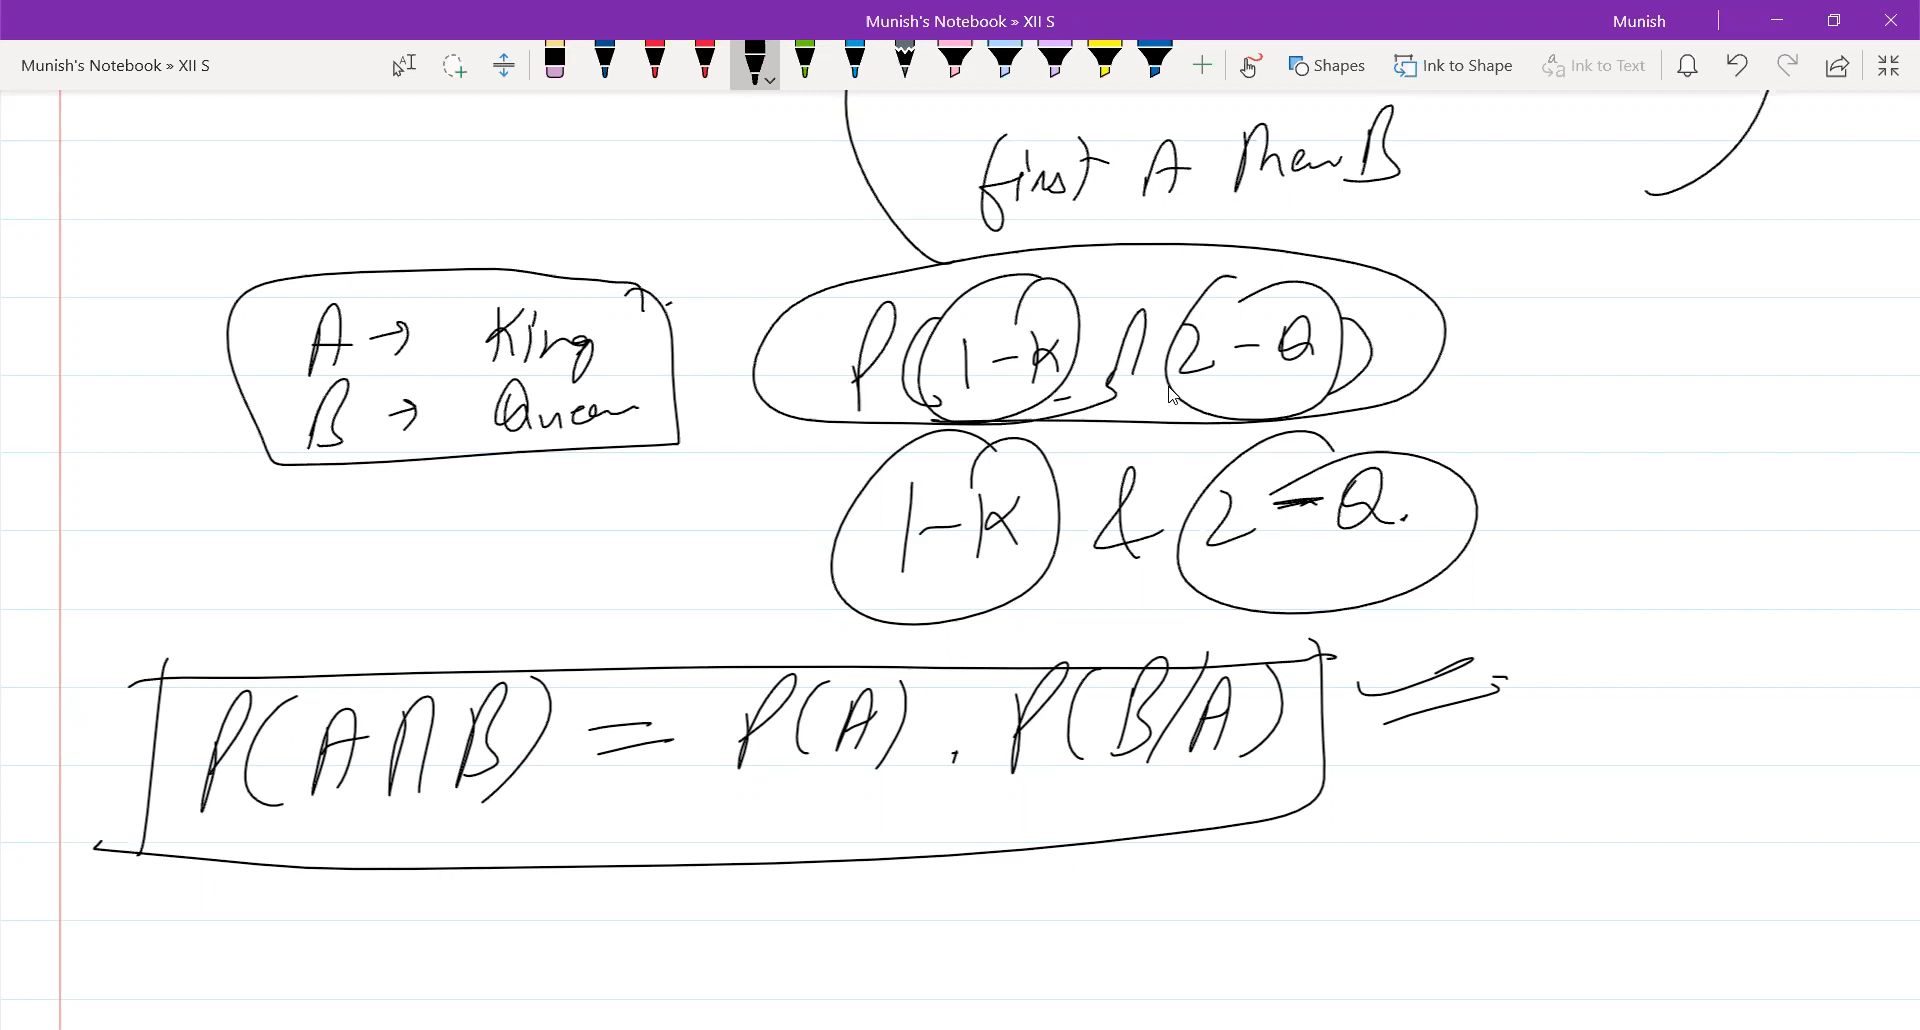 Munish's Notebook » XII S
Munish
Munish's Notebook » XII S
Shapes
Ink to Shape
Ink to Text
first A then B
A → King
B → Queen
P(1-K ∩ 2-Q)
1-K & 2-Q.
P(A∩B) = P(A) . P(B/A)